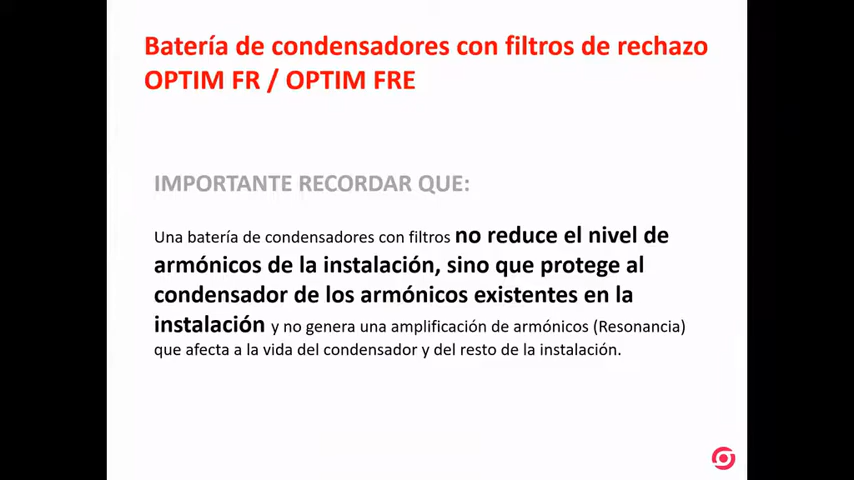 Batería de condensadores con filtros de rechazo
OPTIM FR / OPTIM FRE
IMPORTANTE RECORDAR QUE:
Una batería de condensadores con filtros no reduce el nivel de
armónicos de la instalación, sino que protege al
condensador de los armónicos existentes en la
instalación y no genera una amplificación de armónicos (Resonancia)
que afecta a la vida del condensador y del resto de la instalación.